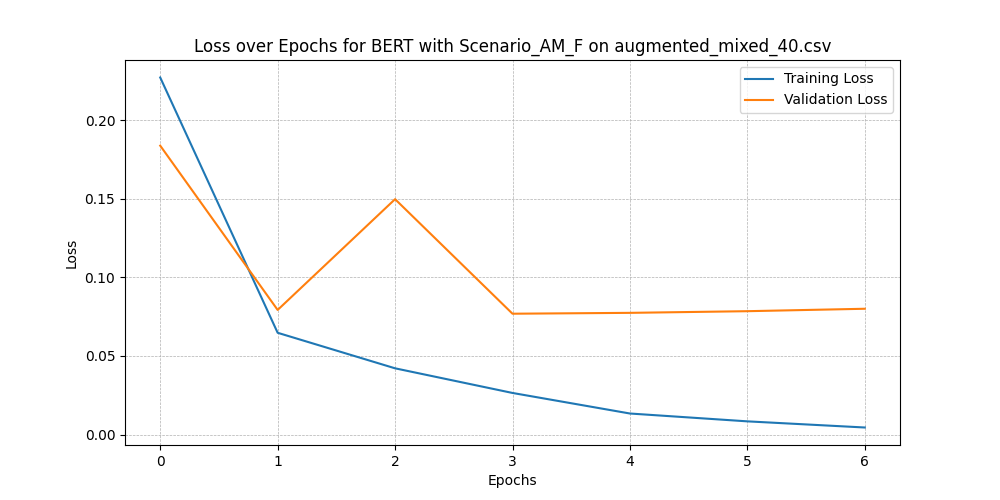 Loss over Epochs for BERT with Scenario_AM_F on augmented_mixed_40.csv
Training Loss
Validation Loss
0.20
0.15
0.10
0.05
0.00
Loss
0 1 2 3 4 5 6
Epochs